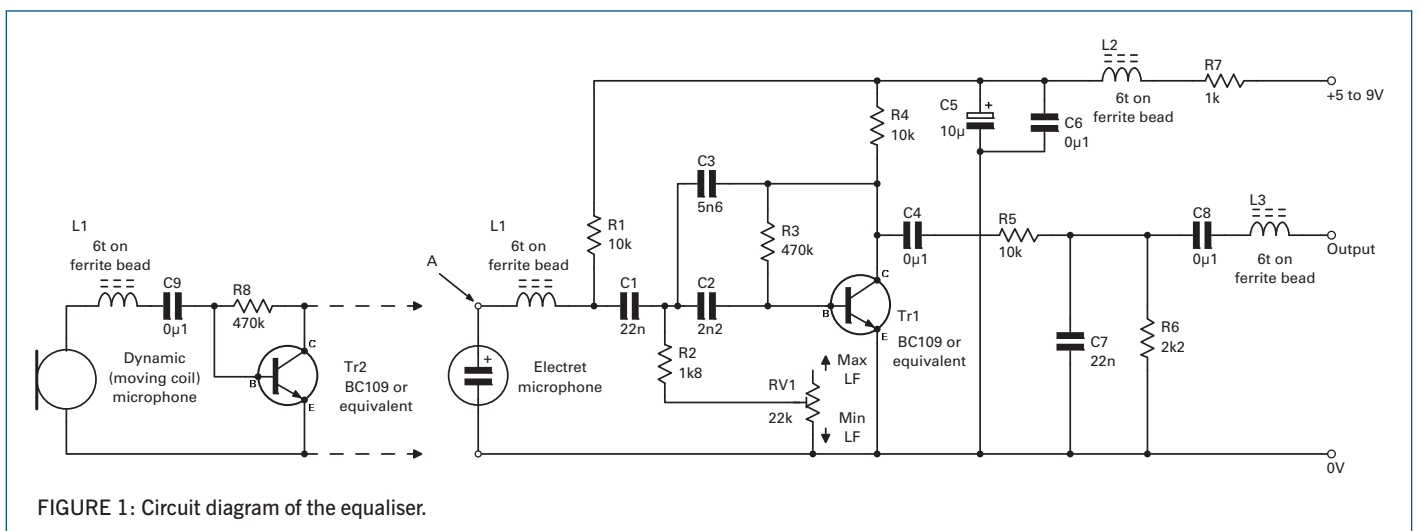 L1
6t on
ferrite bead
C9
0µ1
R8
470k
Dynamic
(moving coil)
microphone
Tr2
BC109 or
equivalent
C
B
E
A
L1
6t on
ferrite bead
Electret
microphone
+
R1
10k
C1
22n
R2
1k8
C3
5n6
C2
2n2
R3
470k
R4
10k
C
B
E
Tr1
BC109 or
equivalent
RV1
22k
Max
LF
Min
LF
C4
0µ1
C5
10µ
+
C6
0µ1
L2
6t on
ferrite bead
R7
1k
+5 to 9V
R5
10k
C7
22n
R6
2k2
C8
0µ1
L3
6t on
ferrite bead
Output
0V
FIGURE 1: Circuit diagram of the equaliser.